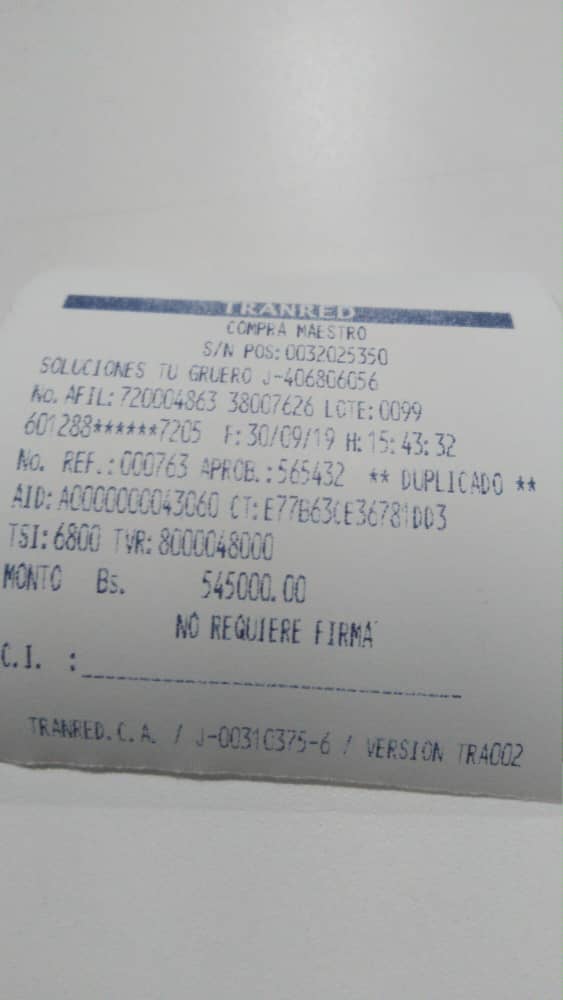 TRANRED
COMPRA MAESTRO
S/N POS: 0032025350
SOLUCIONES TU GRUERO J-406806056
No. AFIL: 720004863 38007626 LOTE: 0099
601288******7205 F: 30/09/19 H: 15:43:32
No. REF.: 000763 APROB.: 565432 ** DUPLICADO **
AID: A0000000043060 CT: E77B63CE36781DD3
TSI: 6800 TVR: 8000048000
MONTO Bs. 545000.00
NO REQUIERE FIRMA
C.I. :
TRANRED.C.A. / J-00310375-6 / VERSION TRA002